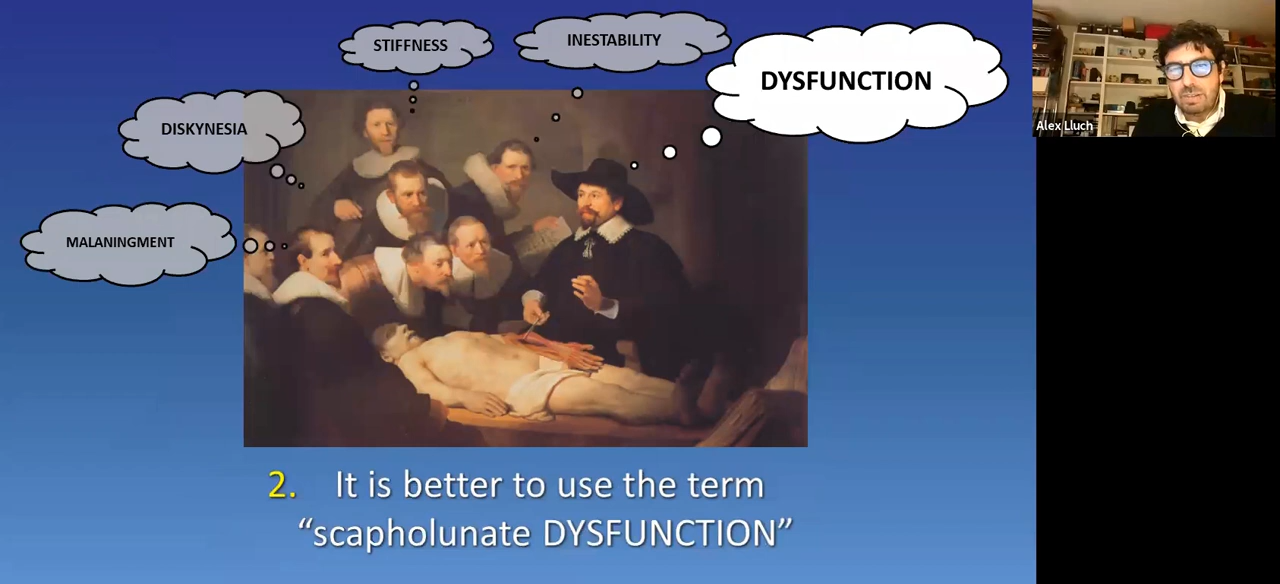 STIFFNESS
INESTABILITY
DYSFUNCTION
DISKYNESIA
MALANINGMENT
Alex Lluch
2. It is better to use the term
“scapholunate DYSFUNCTION”